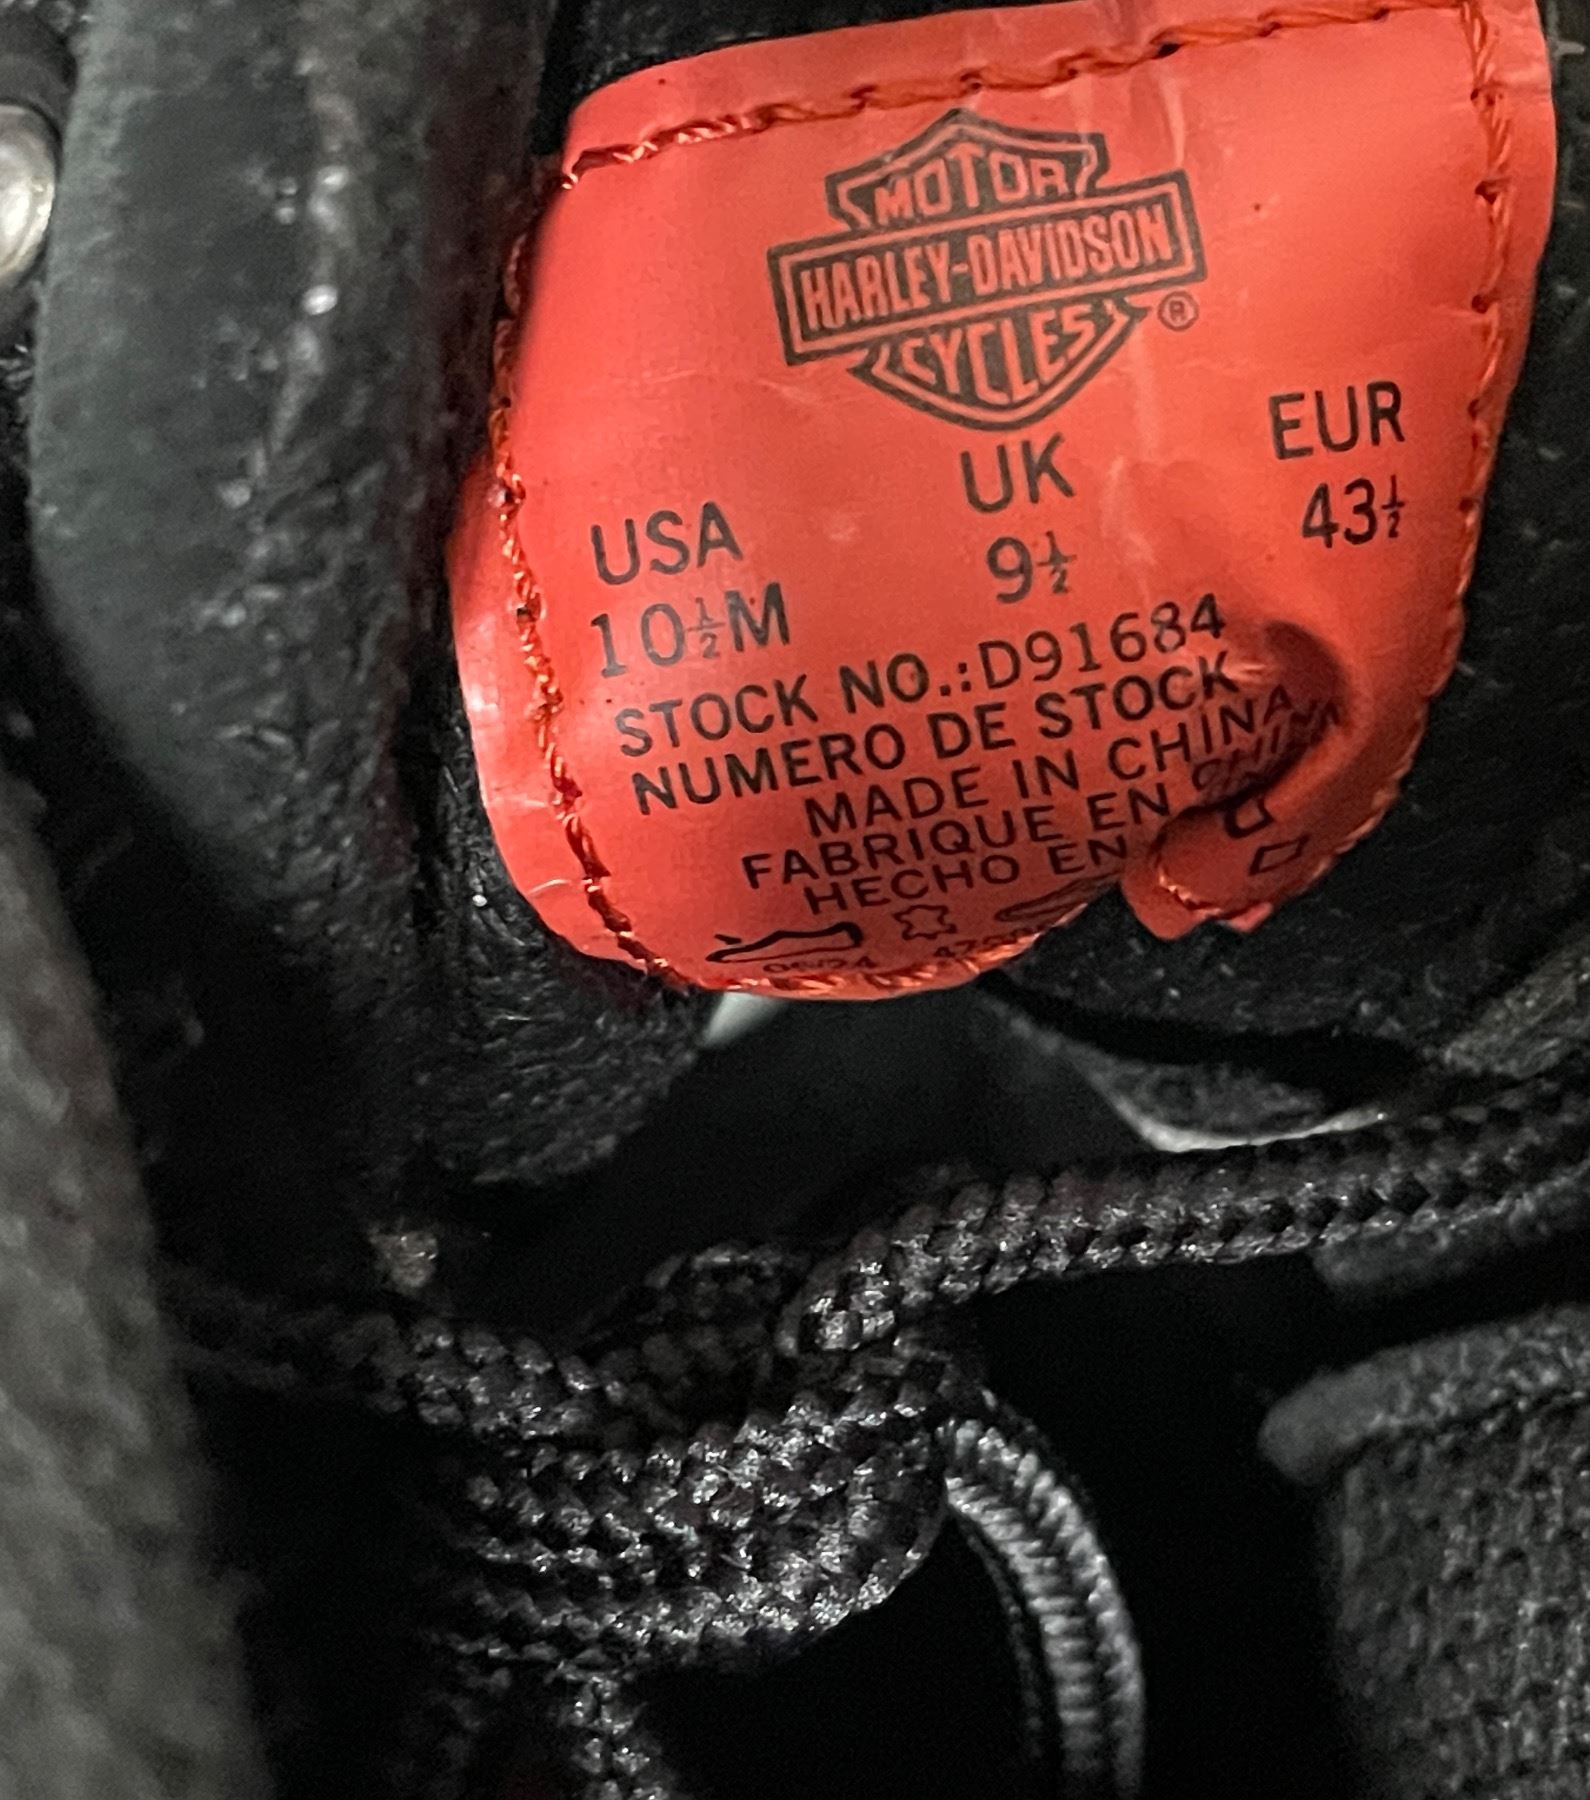 MOTOR
HARLEY-DAVIDSON
CYCLES
®
USA UK EUR
10½M 9½ 43½
STOCK NO.:D91684
NUMERO DE STOCK
MADE IN CHINA
FABRIQUE EN CHINA
HECHO EN